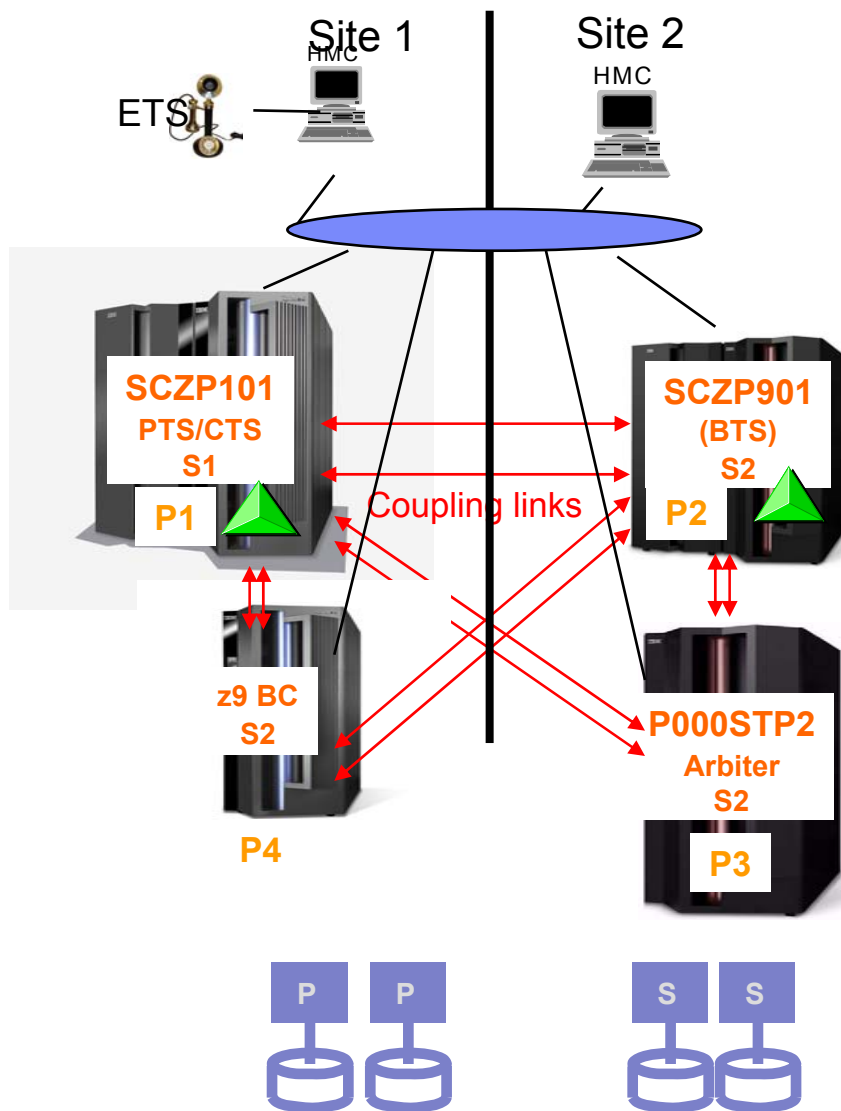 Site 1
Site 2
HMC
HMC
ETS
SCZP101
PTS/CTS
S1
P1
SCZP901
(BTS)
S2
P2
Coupling links
z9 BC
S2
P4
P000STP2
Arbiter
S2
P3
P
P
S
S